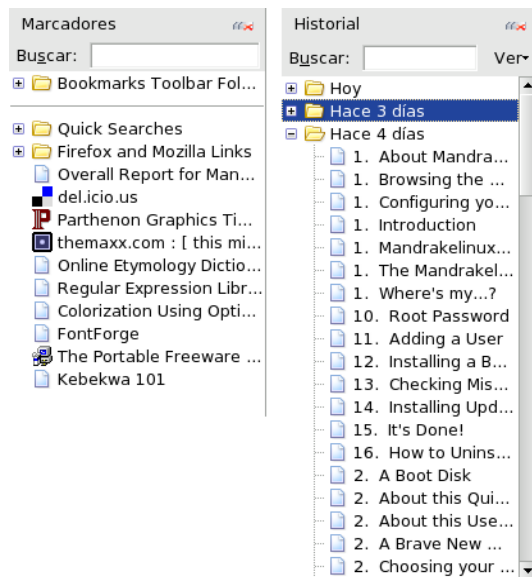 Marcadores
Buscar:
Bookmarks Toolbar Fol...
Quick Searches
Firefox and Mozilla Links
Overall Report for Man...
del.icio.us
Parthenon Graphics Ti...
themaxx.com : [ this mi...
Online Etymology Dictio...
Regular Expression Libr...
Colorization Using Opti...
FontForge
The Portable Freeware ...
Kebekwa 101
Historial
Buscar:
Ver
Hoy
Hace 3 días
Hace 4 días
1. About Mandra...
1. Browsing the ...
1. Configuring yo...
1. Introduction
1. Mandrakelinux...
1. The Mandrakel...
1. Where's my...?
10. Root Password
11. Adding a User
12. Installing a B...
13. Checking Mis...
14. Installing Upd...
15. It's Done!
16. How to Unins...
2. A Boot Disk
2. About this Qui...
2. About this Use...
2. A Brave New ...
2. Choosing your ...